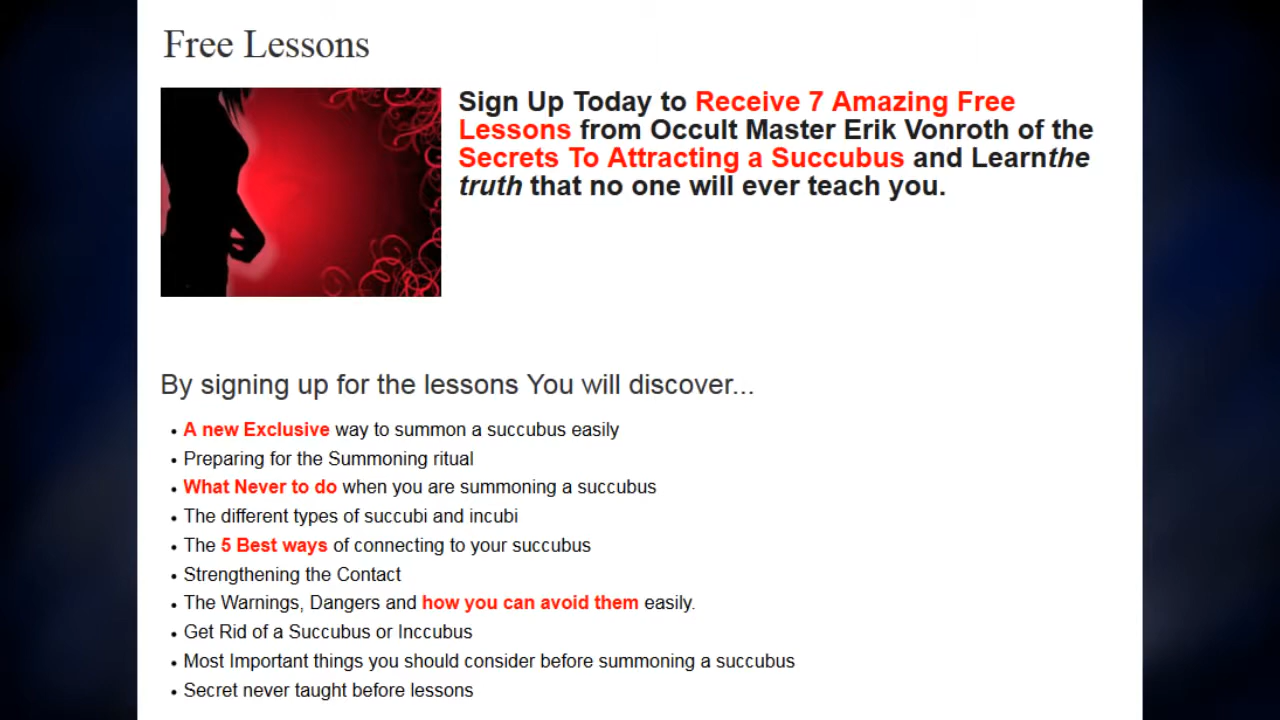 Free Lessons
Sign Up Today to Receive 7 Amazing Free
Lessons from Occult Master Erik Vonroth of the
Secrets To Attracting a Succubus and Learnthe
truth that no one will ever teach you.
By signing up for the lessons You will discover...
• A new Exclusive way to summon a succubus easily
• Preparing for the Summoning ritual
• What Never to do when you are summoning a succubus
• The different types of succubi and incubi
• The 5 Best ways of connecting to your succubus
• Strengthening the Contact
• The Warnings, Dangers and how you can avoid them easily.
• Get Rid of a Succubus or Inccubus
• Most Important things you should consider before summoning a succubus
• Secret never taught before lessons